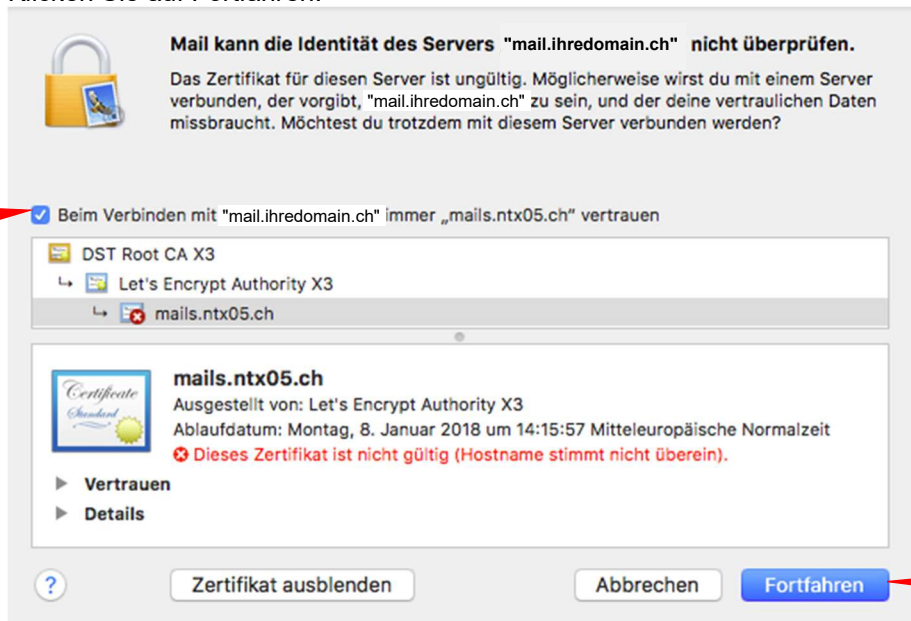 Klicken Sie auf Fortfahren.
Mail kann die Identität des Servers "mail.ihredomain.ch" nicht überprüfen.
Das Zertifikat für diesen Server ist ungültig. Möglicherweise wirst du mit einem Server
verbunden, der vorgibt, "mail.ihredomain.ch" zu sein, und der deine vertraulichen Daten
missbraucht. Möchtest du trotzdem mit diesem Server verbunden werden?
Beim Verbinden mit "mail.ihredomain.ch" immer „mails.ntx05.ch“ vertrauen
DST Root CA X3
Let's Encrypt Authority X3
mails.ntx05.ch
Certificate
Standard
mails.ntx05.ch
Ausgestellt von: Let's Encrypt Authority X3
Ablaufdatum: Montag, 8. Januar 2018 um 14:15:57 Mitteleuropäische Normalzeit
Dieses Zertifikat ist nicht gültig (Hostname stimmt nicht überein).
Vertrauen
Details
? Zertifikat ausblenden Abbrechen Fortfahren